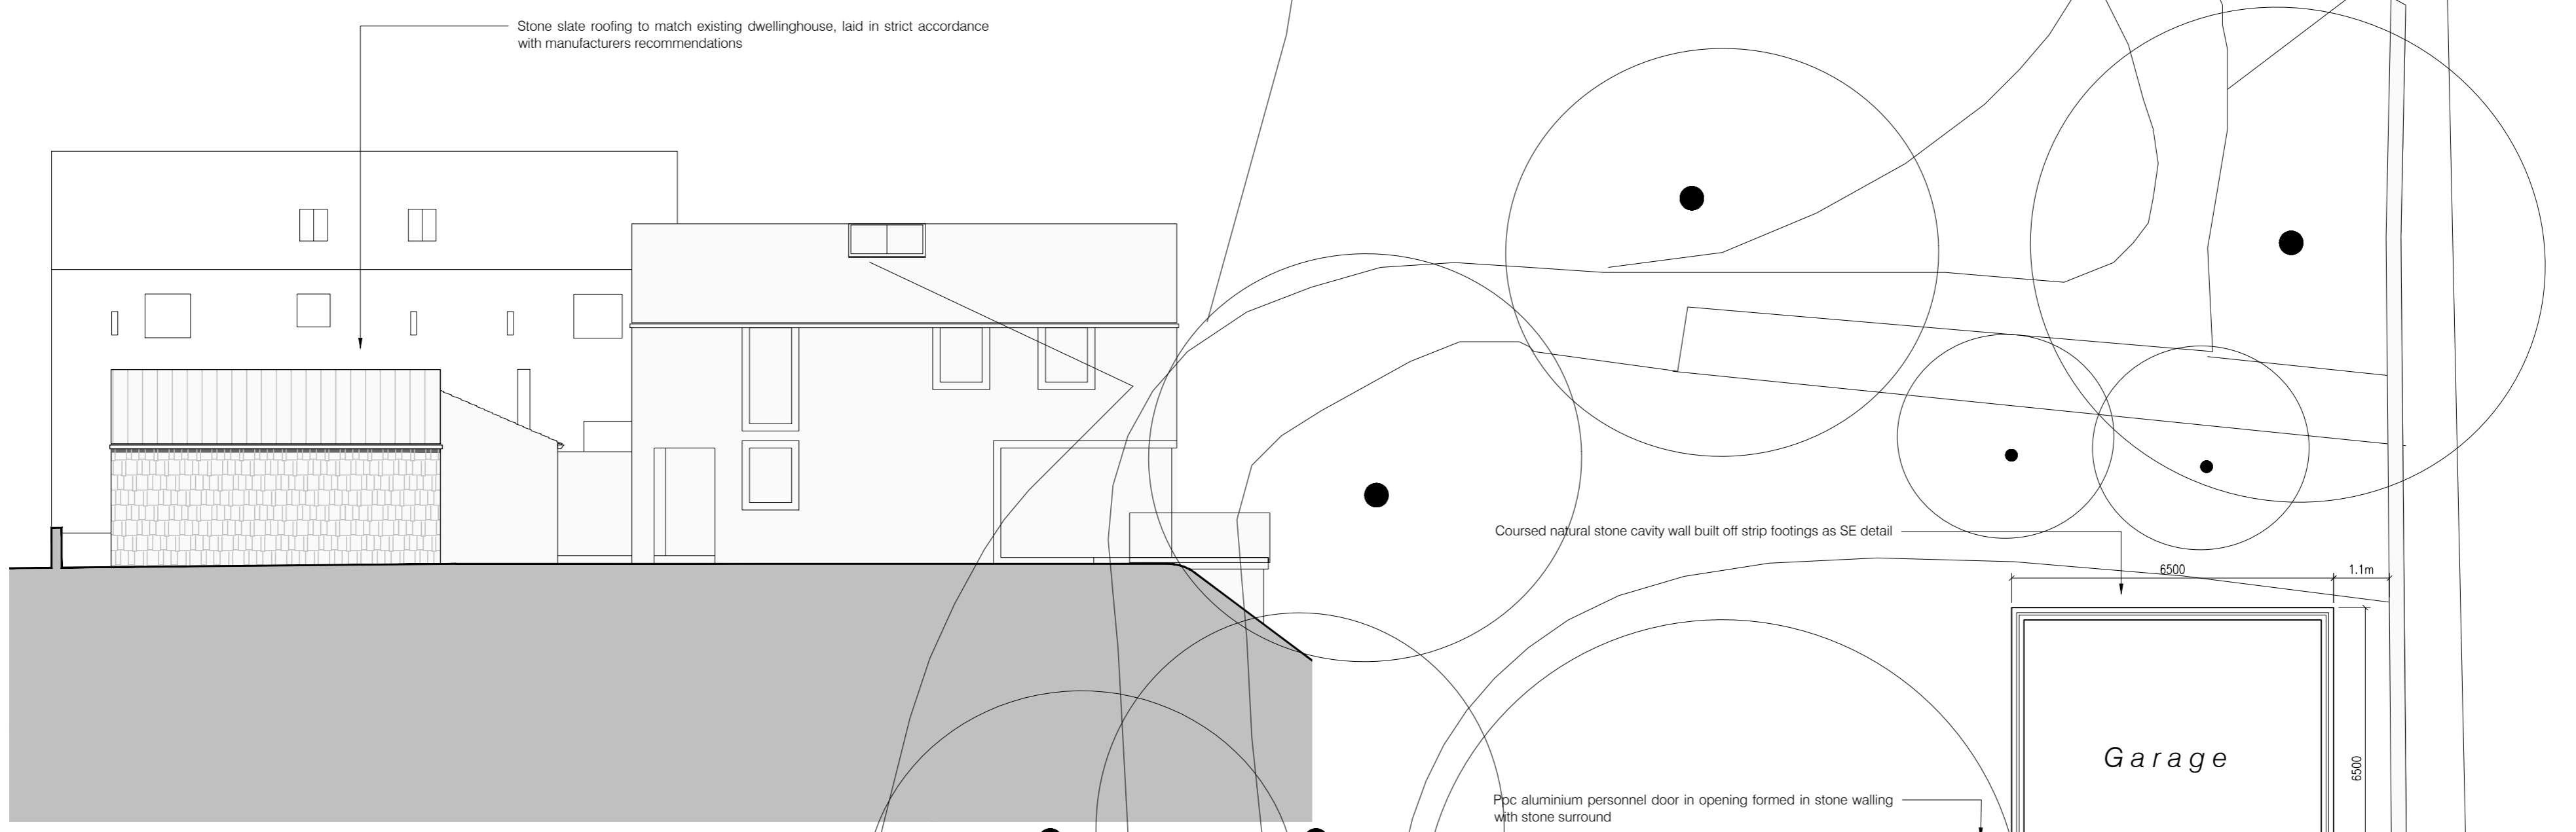 Stone slate roofing to match existing dwellinghouse, laid in strict accordance
with manufacturers recommendations
Coursed natural stone cavity wall built off strip footings as SE detail
6500
1.1m
Garage
6500
Ppc aluminium personnel door in opening formed in stone walling
with stone surround